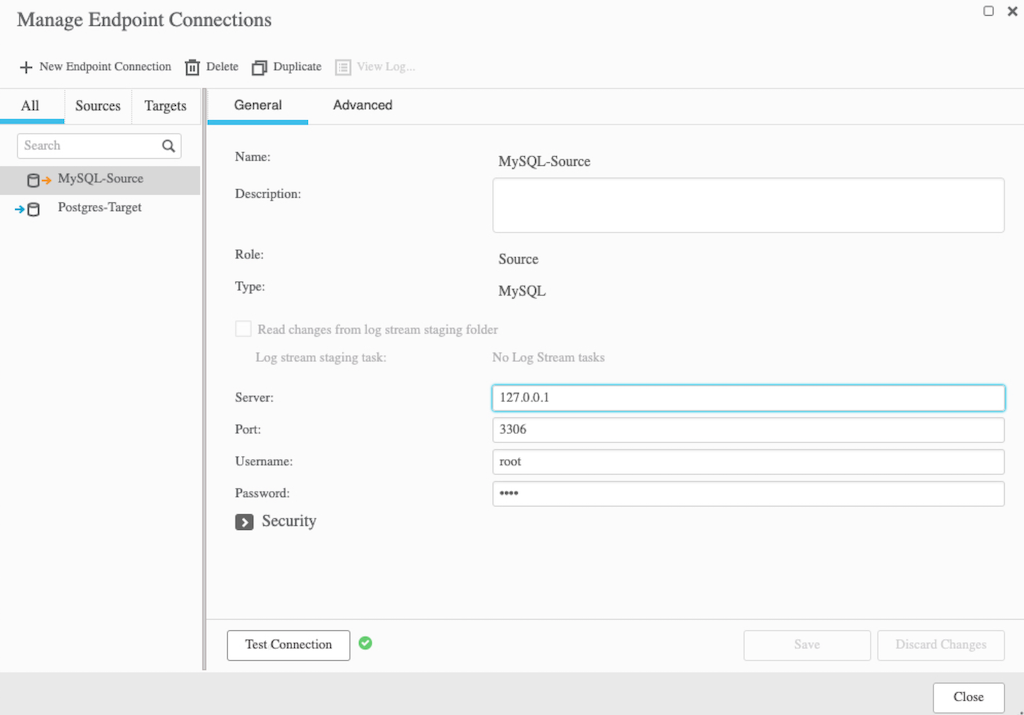 Manage Endpoint Connections
New Endpoint Connection Delete Duplicate View Log...
All Sources Targets General Advanced
Search
MySQL-Source
Postgres-Target
Name: MySQL-Source
Description:
Role: Source
Type: MySQL
Read changes from log stream staging folder
Log stream staging task: No Log Stream tasks
Server: 127.0.0.1
Port: 3306
Username: root
Password: ••••
Security
Test Connection Save Discard Changes
Close